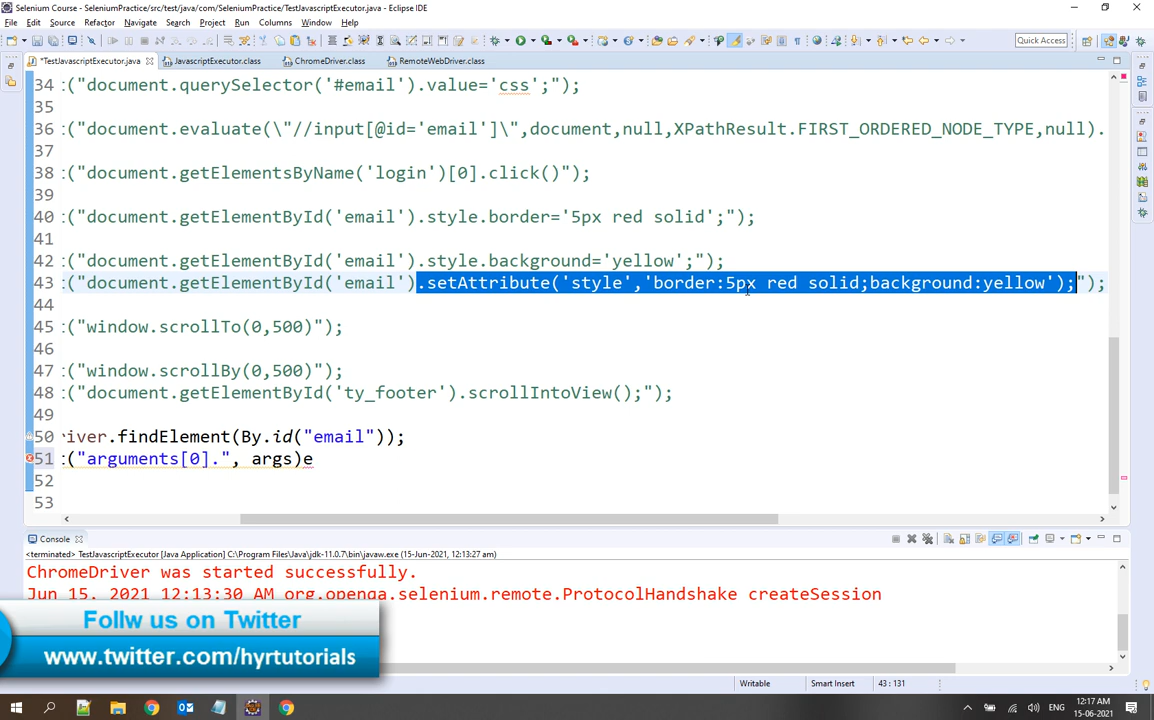 Selenium Course - SeleniumPractice/src/test/java/com/SeleniumPractice/TestJavascriptExecutor.java - Eclipse IDE
File Edit Source Refactor Navigate Search Project Run Columns Window Help
Quick Access
*TestJavascriptExecutor.java JavascriptExecutor.class ChromeDriver.class RemoteWebDriver.class
34 :("document.querySelector('#email').value='css';");
35
36 :("document.evaluate(\"//input[@id='email']\",document,null,XPathResult.FIRST_ORDERED_NODE_TYPE,null).
37
38 :("document.getElementsByName('login')[0].click()");
39
40 :("document.getElementById('email').style.border='5px red solid';");
41
42 :("document.getElementById('email').style.background='yellow';");
43 :("document.getElementById('email').setAttribute('style','border:5px red solid;background:yellow');");
44
45 :("window.scrollTo(0,500)");
46
47 :("window.scrollBy(0,500)");
48 :("document.getElementById('ty_footer').scrollIntoView();");
49
50 river.findElement(By.id("email"));
51 :("arguments[0].", args)e
52
53
Console
<terminated> TestJavascriptExecutor [Java Application] C:\Program Files\Java\jdk-11.0.7\bin\javaw.exe (15-Jun-2021, 12:13:27 AM)
ChromeDriver was started successfully.
Jun 15, 2021 12:13:30 AM org.openqa.selenium.remote.ProtocolHandshake createSession
Follw us on Twitter
www.twitter.com/hyrtutorials
Writable Smart Insert 43 : 131
ENG 12:17 AM
15-06-2021